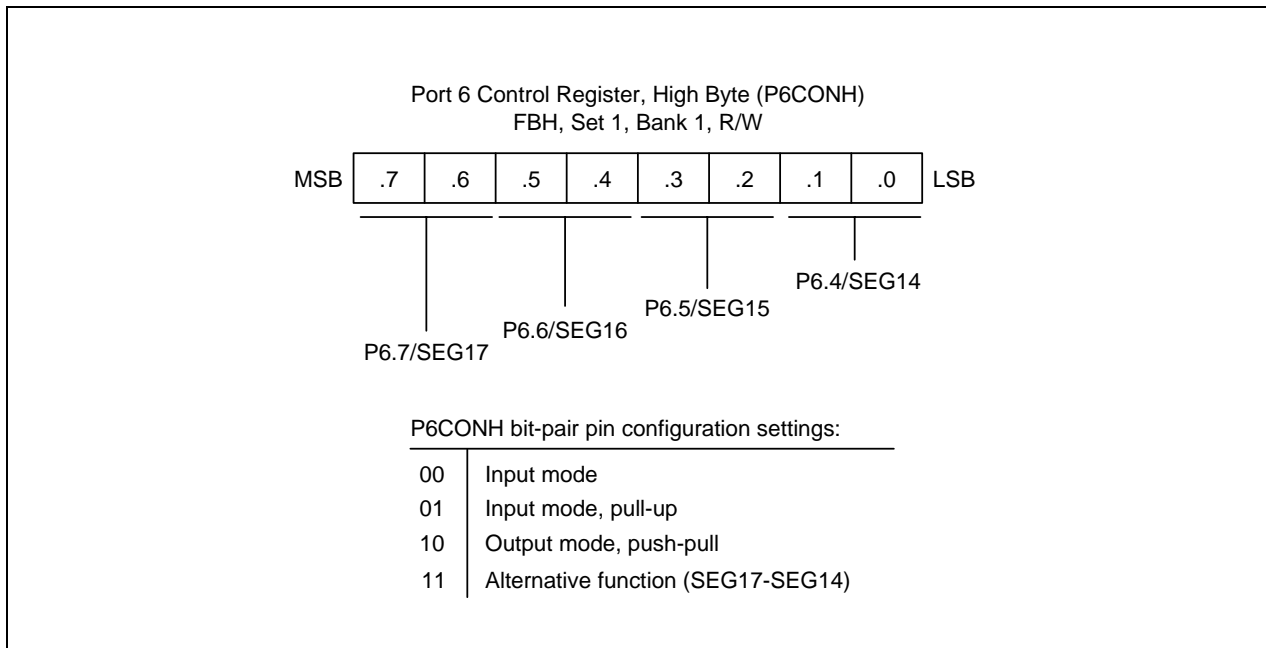 Port 6 Control Register, High Byte (P6CONH)
FBH, Set 1, Bank 1, R/W
MSB .7 .6 .5 .4 .3 .2 .1 .0 LSB
P6.4/SEG14
P6.5/SEG15
P6.6/SEG16
P6.7/SEG17
P6CONH bit-pair pin configuration settings:
00 Input mode
01 Input mode, pull-up
10 Output mode, push-pull
11 Alternative function (SEG17-SEG14)